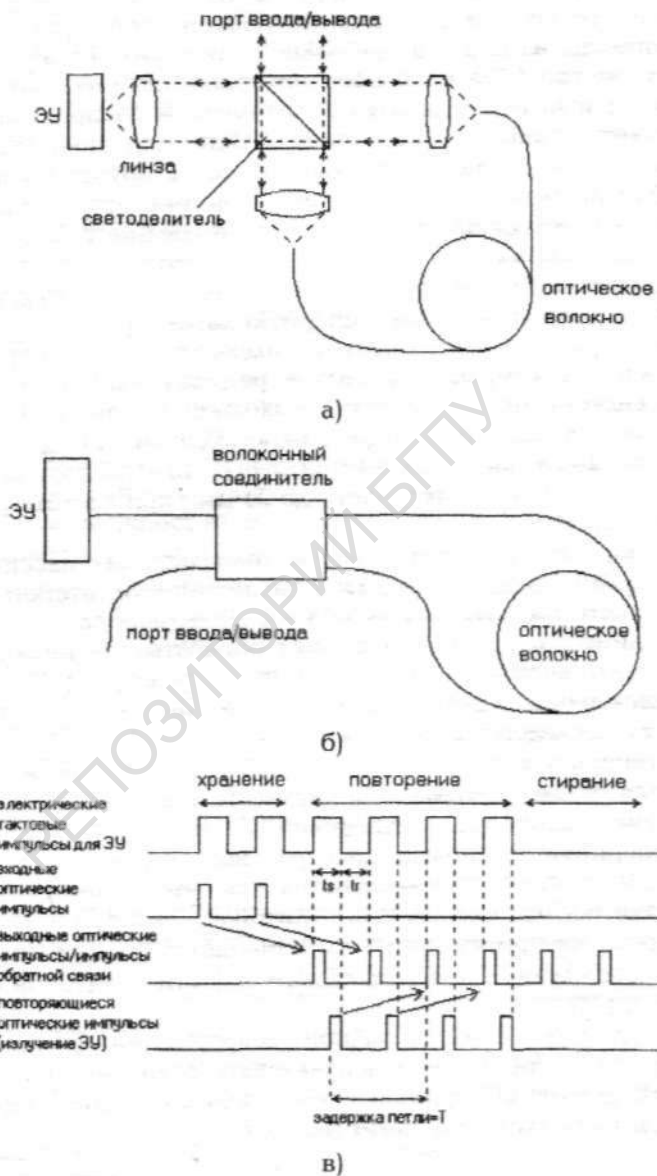 порт ввода/вывода
ЭУ
линза
светоделитель
оптическое
волокно
а)
волоконный
соединитель
ЭУ
порт ввода/вывода
оптическое
волокно
б)
РЕПОЗИТОРИЙ БГПУ
хранение повторение стирание
электрические
тактовые
импульсы для ЗУ
входные
оптические
импульсы
ts tr
выходные оптические
импульсы/импульсы
обратной связи
повторяющиеся
оптические импульсы
(излучение ЗУ)
задержка петли=T
в)